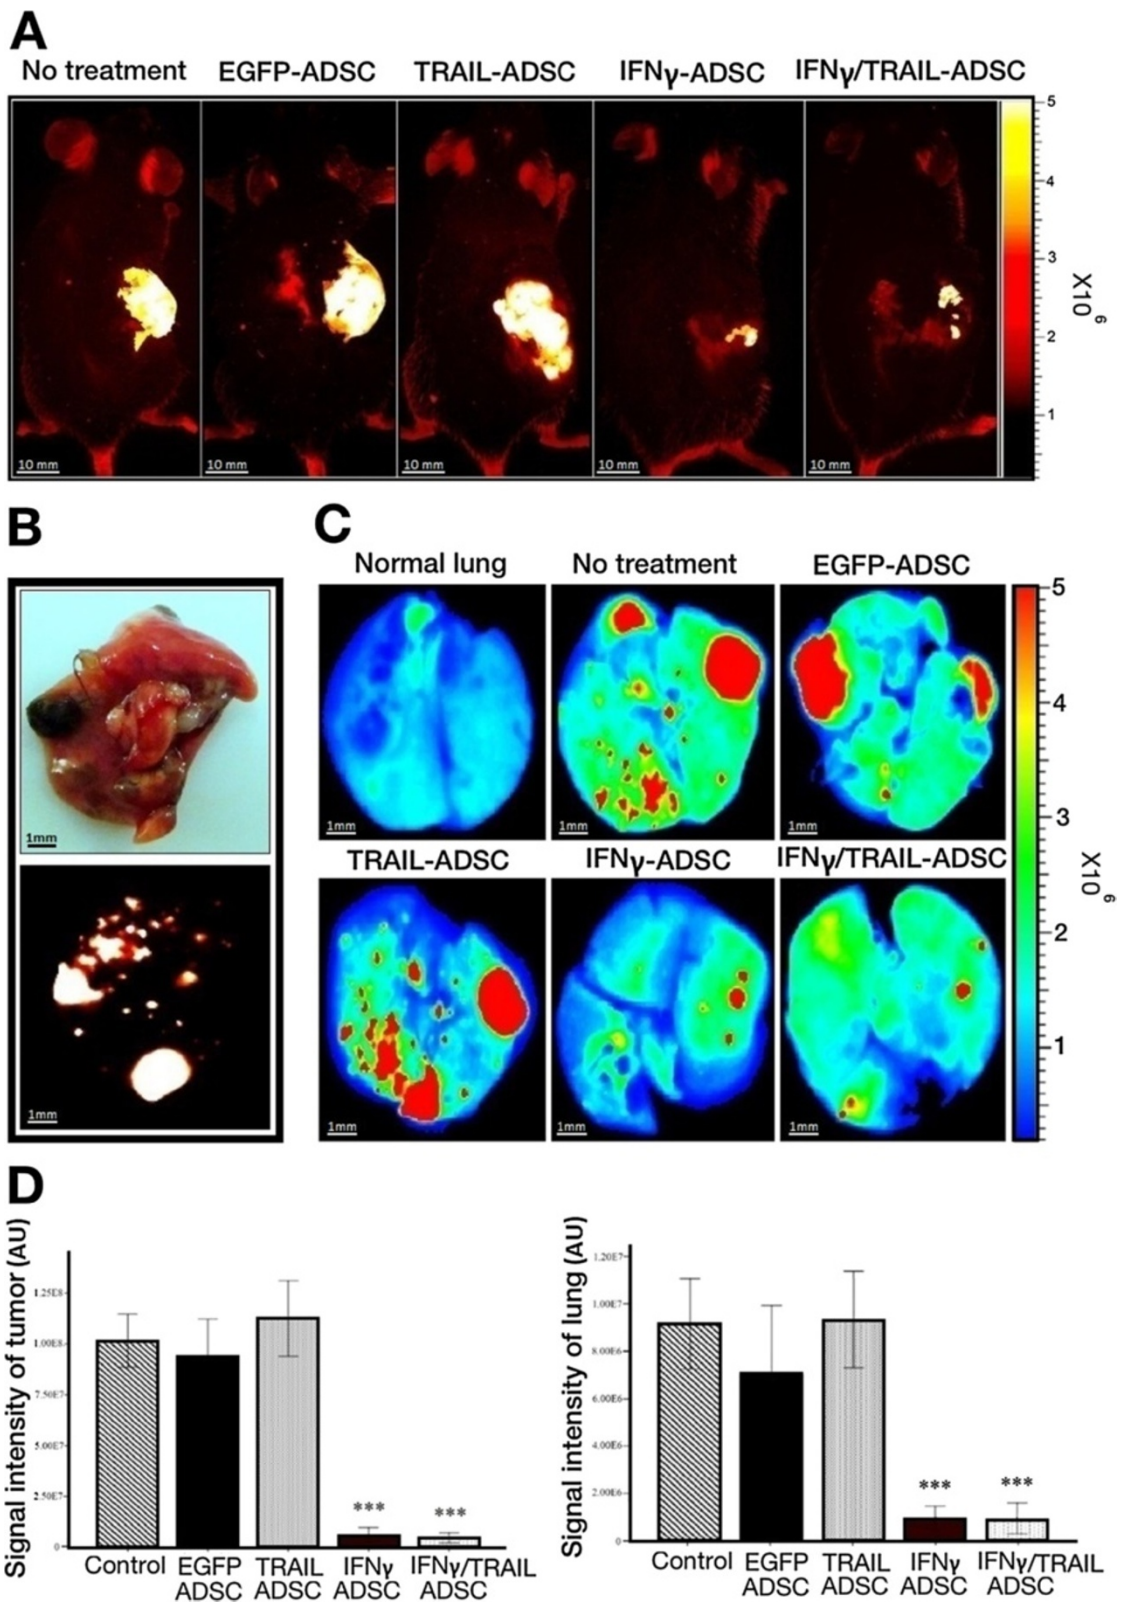 A
No treatment EGFP-ADSC TRAIL-ADSC IFNγ-ADSC IFNγ/TRAIL-ADSC
5
4
3
2
1
X10 6
10 mm 10 mm 10 mm 10 mm 10 mm
B
1mm
1mm
C
Normal lung No treatment EGFP-ADSC
1mm 1mm 1mm
TRAIL-ADSC IFNγ-ADSC IFNγ/TRAIL-ADSC
1mm 1mm 1mm
5
4
3
2
1
X10 6
D
Signal intensity of tumor (AU)
1.25E8
1.00E8
7.50E7
5.00E7
2.50E7
0
*** ***
Control EGFP ADSC TRAIL ADSC IFNγ ADSC IFNγ/TRAIL ADSC
Signal intensity of lung (AU)
1.20E7
1.00E7
8.00E6
6.00E6
4.00E6
2.00E6
0
*** ***
Control EGFP ADSC TRAIL ADSC IFNγ ADSC IFNγ/TRAIL ADSC